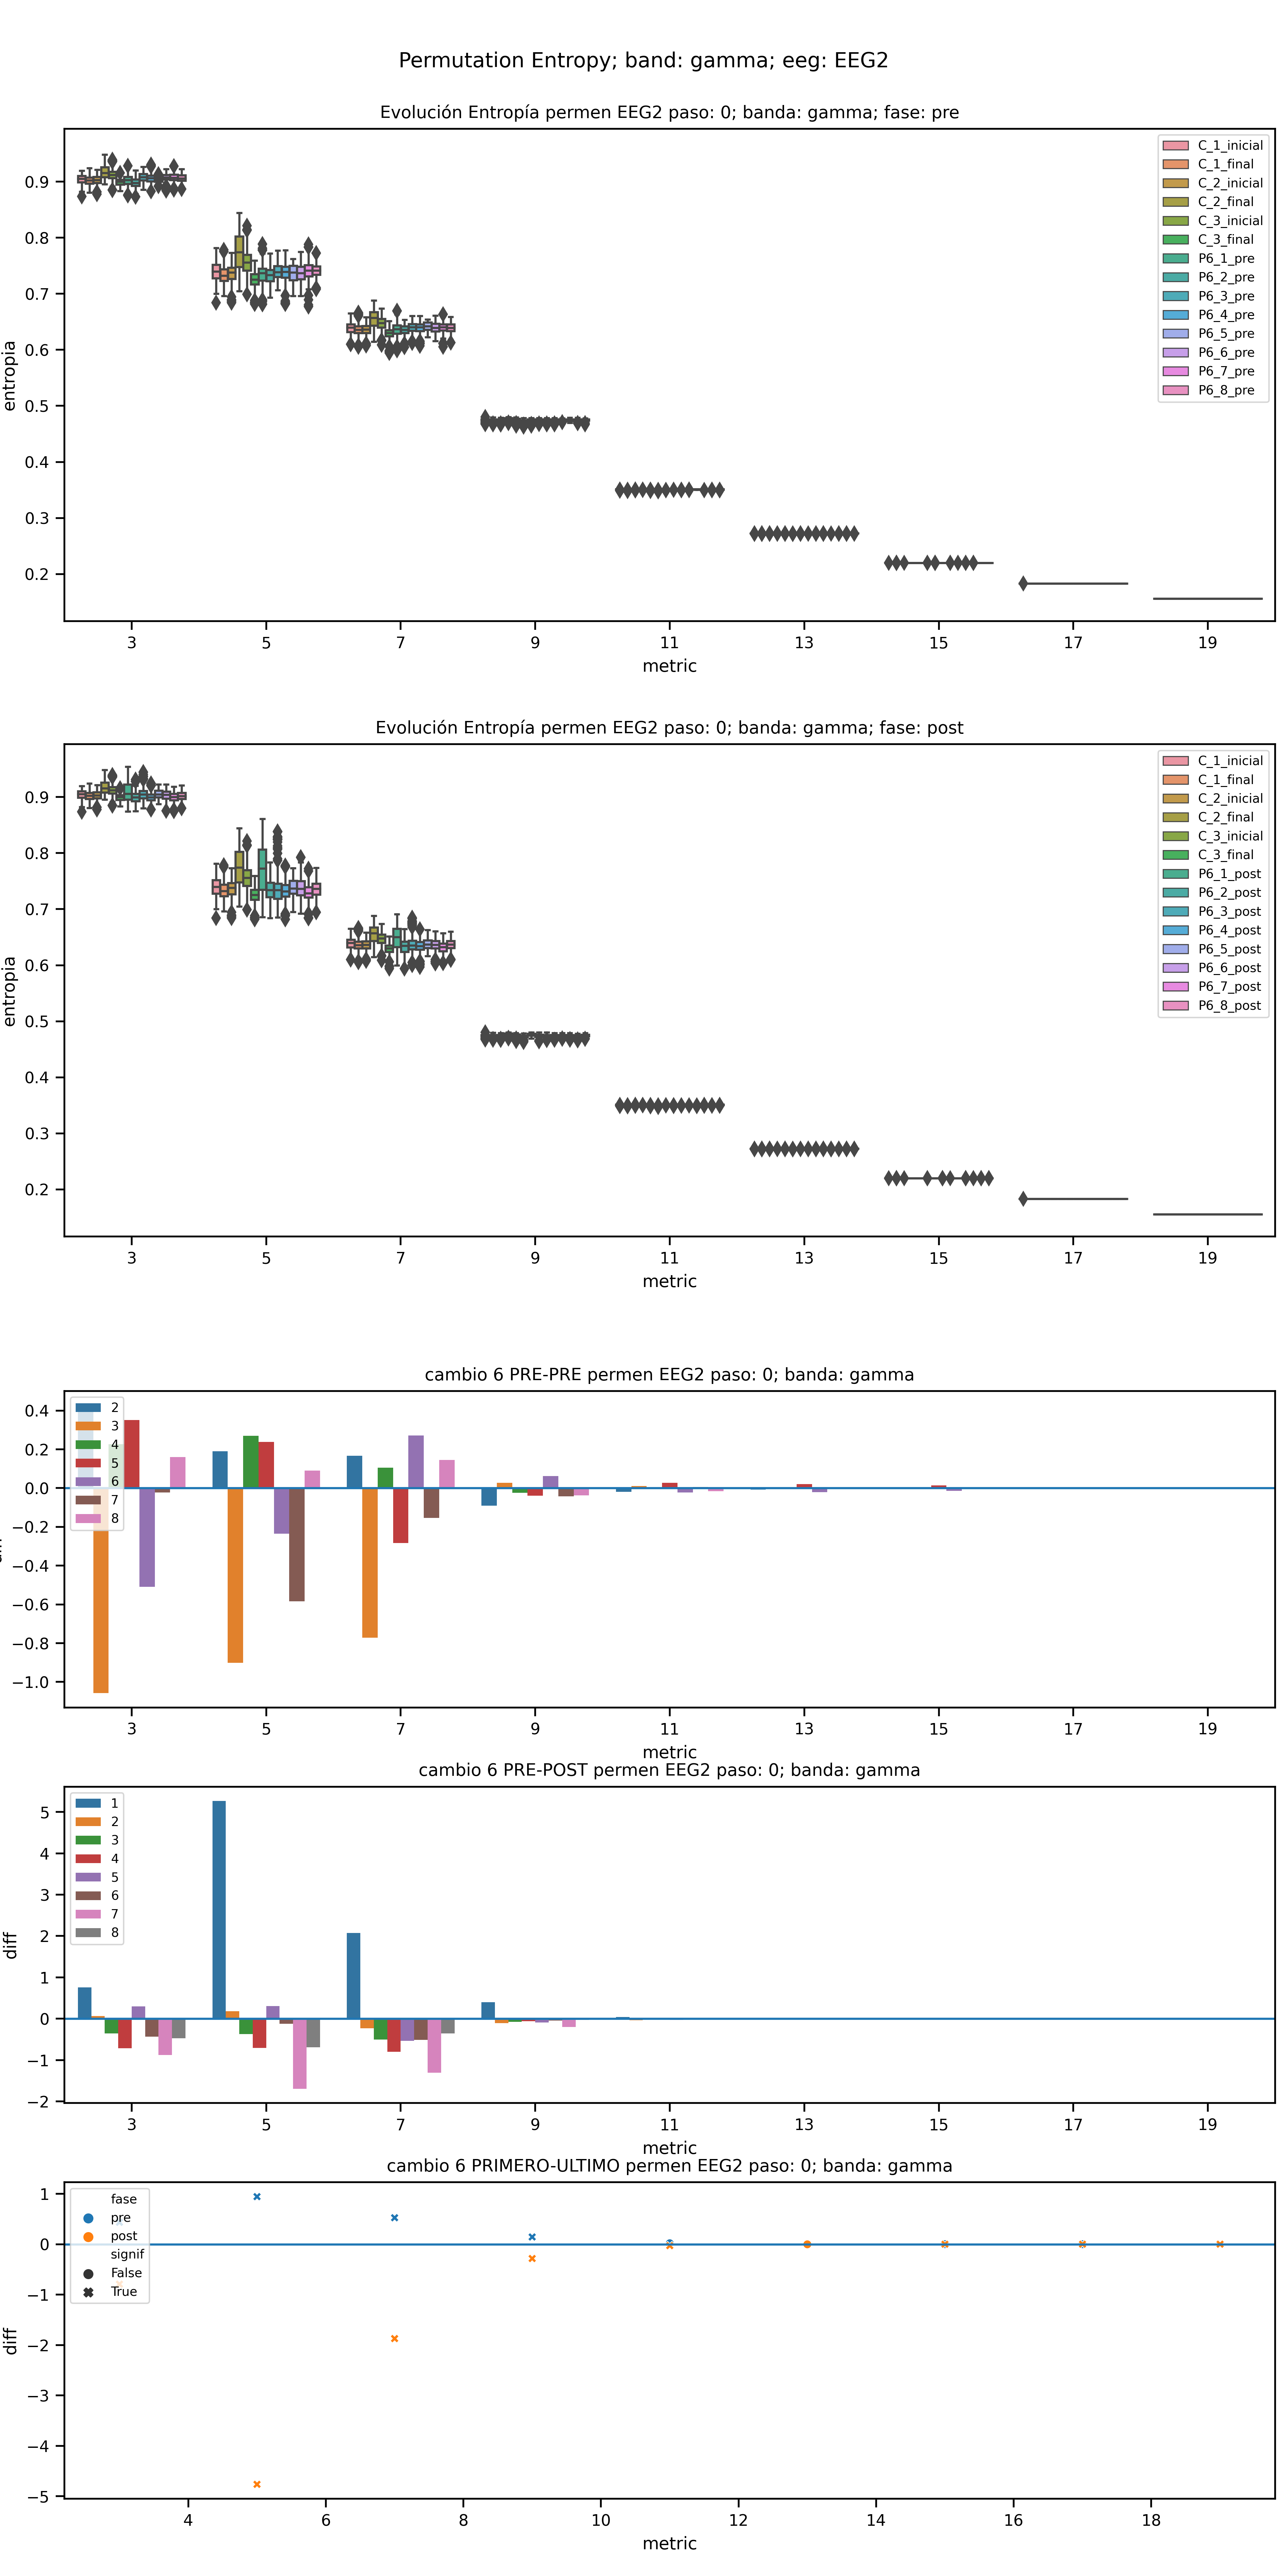 Permutation Entropy; band: gamma; eeg: EEG2
Evolución Entropía permen EEG2 paso: 0; banda: gamma; fase: pre
entropia
0.9
0.8
0.7
0.6
0.5
0.4
0.3
0.2
C_1_inicial
C_1_final
C_2_inicial
C_2_final
C_3_inicial
C_3_final
P6_1_pre
P6_2_pre
P6_3_pre
P6_4_pre
P6_5_pre
P6_6_pre
P6_7_pre
P6_8_pre
3 5 7 9 11 13 15 17 19
metric
Evolución Entropía permen EEG2 paso: 0; banda: gamma; fase: post
entropia
0.9
0.8
0.7
0.6
0.5
0.4
0.3
0.2
C_1_inicial
C_1_final
C_2_inicial
C_2_final
C_3_inicial
C_3_final
P6_1_post
P6_2_post
P6_3_post
P6_4_post
P6_5_post
P6_6_post
P6_7_post
P6_8_post
3 5 7 9 11 13 15 17 19
metric
cambio 6 PRE-PRE permen EEG2 paso: 0; banda: gamma
0.4
0.2
0.0
−0.2
−0.4
−0.6
−0.8
−1.0
2
3
4
5
6
7
8
3 5 7 9 11 13 15 17 19
metric
cambio 6 PRE-POST permen EEG2 paso: 0; banda: gamma
diff
5
4
3
2
1
0
−1
−2
1
2
3
4
5
6
7
8
3 5 7 9 11 13 15 17 19
metric
cambio 6 PRIMERO-ULTIMO permen EEG2 paso: 0; banda: gamma
diff
1
0
−1
−2
−3
−4
−5
fase
pre
post
signif
False
True
4 6 8 10 12 14 16 18
metric